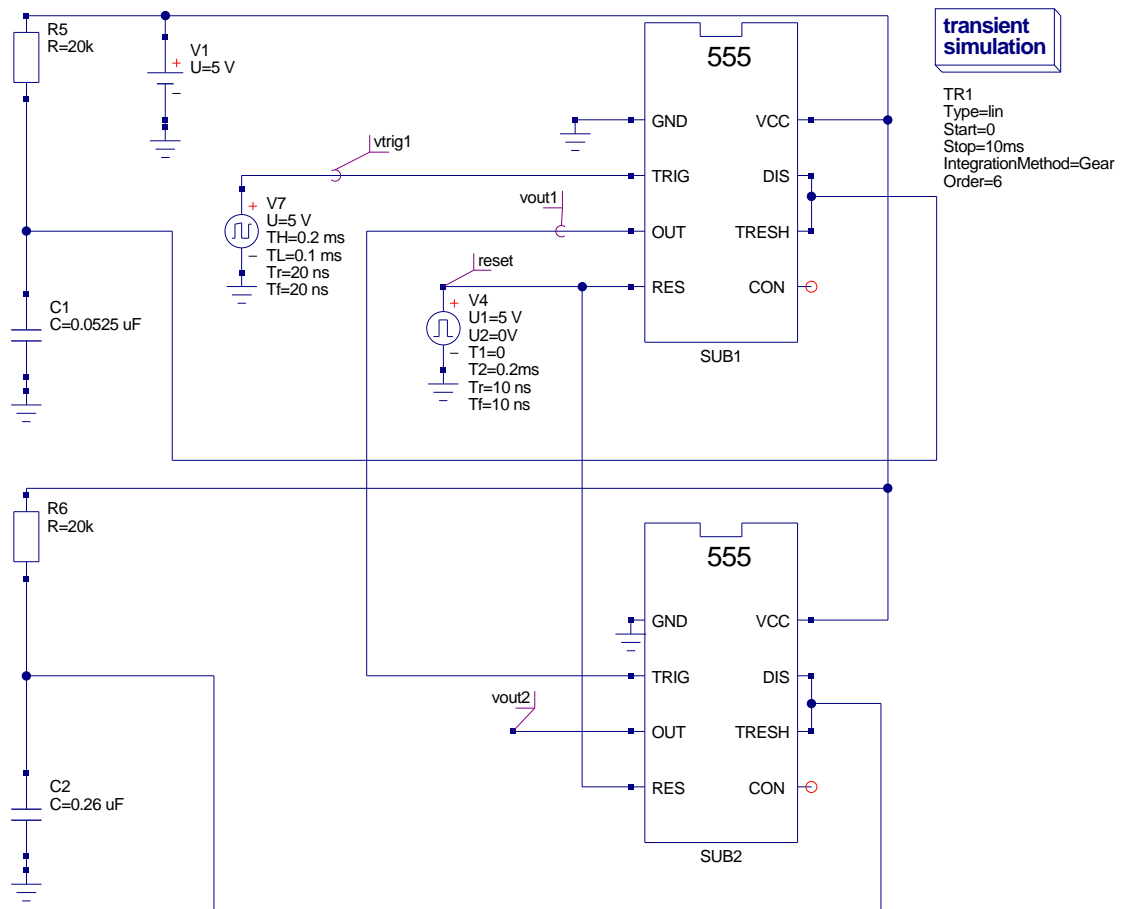 R5
R=20k
V1
U=5 V
555
transient
simulation
TR1
Type=lin
Start=0
Stop=10ms
IntegrationMethod=Gear
Order=6
GND
VCC
vtrig1
TRIG
DIS
V7
U=5 V
TH=0.2 ms
TL=0.1 ms
Tr=20 ns
Tf=20 ns
vout1
OUT
TRESH
reset
RES
CON
V4
U1=5 V
U2=0V
T1=0
T2=0.2ms
Tr=10 ns
Tf=10 ns
C1
C=0.0525 uF
SUB1
R6
R=20k
555
GND
VCC
TRIG
DIS
vout2
OUT
TRESH
C2
C=0.26 uF
RES
CON
SUB2